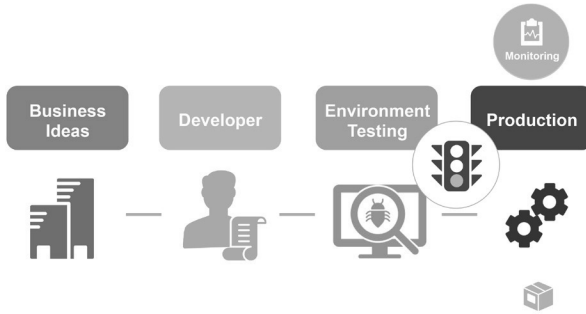 Monitoring
Business
Ideas
Developer
Environment
Testing
Production